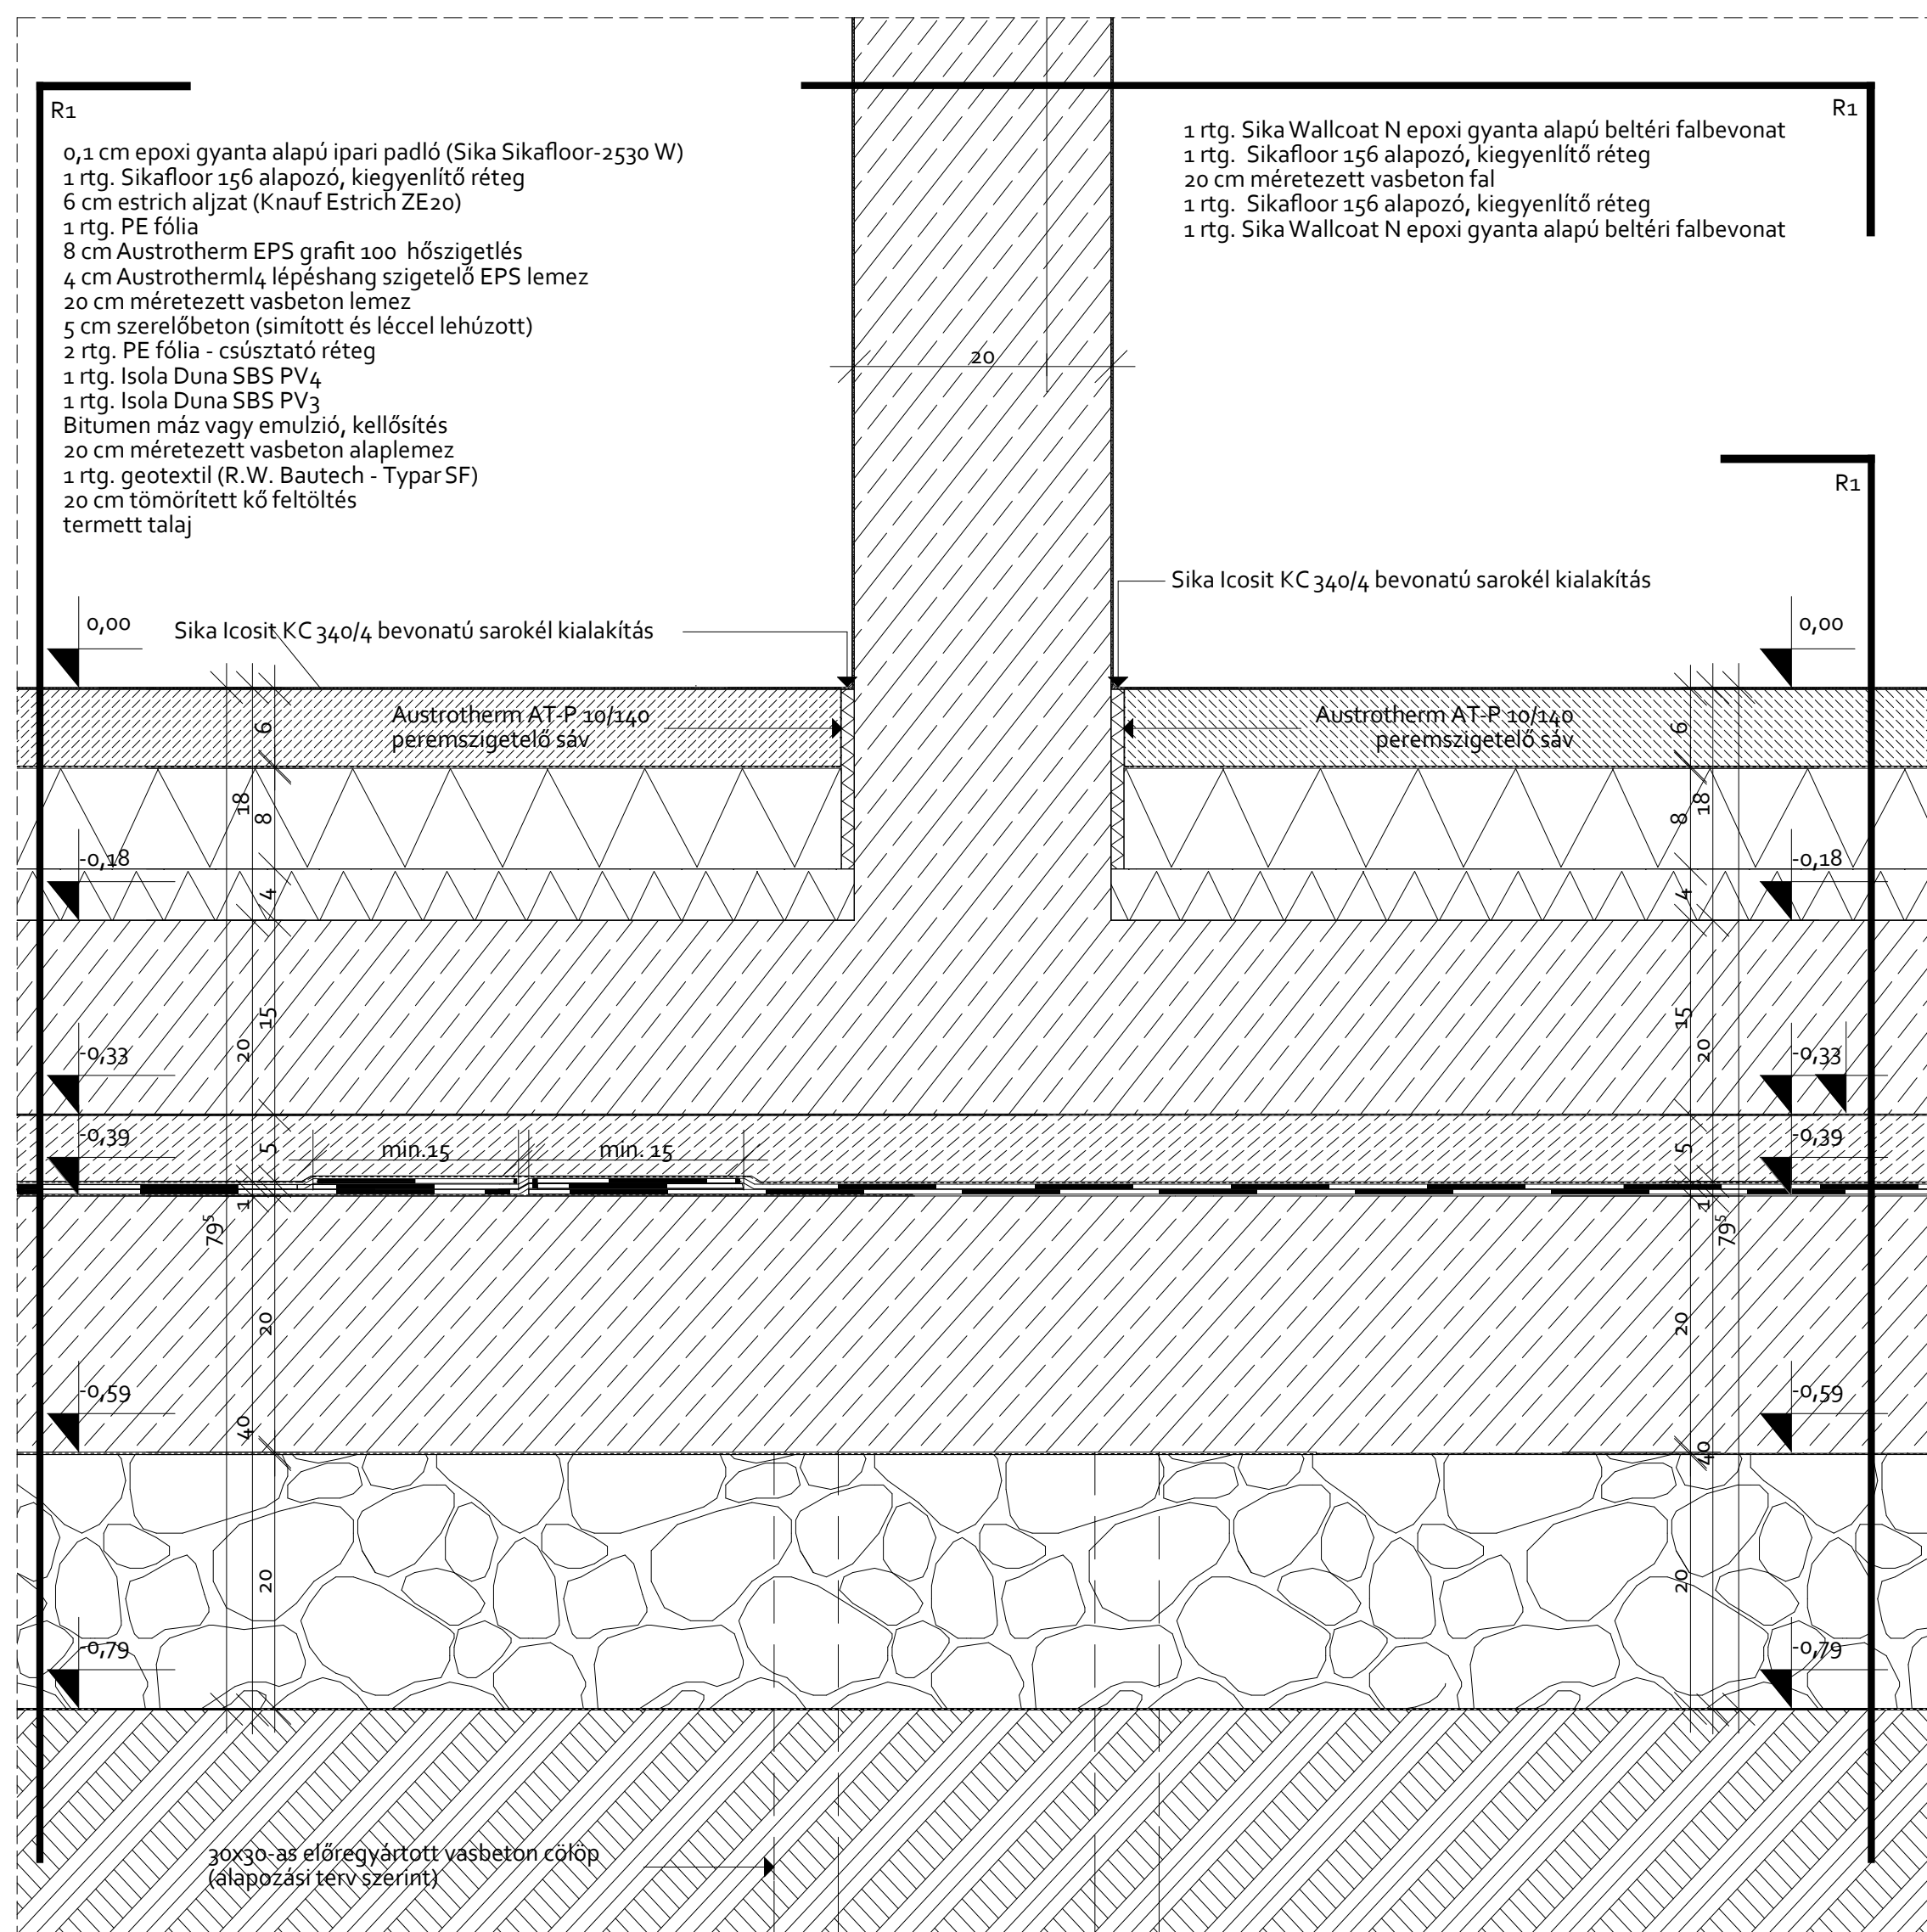 R1
0,1 cm epoxi gyanta alapú ipari padló (Sika Sikafloor-2530 W)
1 rtg. Sikafloor 156 alapozó, kiegyenlítő réteg
6 cm estrich aljzat (Knauf Estrich ZE20)
1 rtg. PE fólia
8 cm Austrotherm EPS grafit 100 hőszigetlés
4 cm Austrotherml4 lépéshang szigetelő EPS lemez
20 cm méretezett vasbeton lemez
5 cm szerelőbeton (simított és léccel lehúzott)
2 rtg. PE fólia - csúsztató réteg
1 rtg. Isola Duna SBS PV4
1 rtg. Isola Duna SBS PV3
Bitumen máz vagy emulzió, kellősítés
20 cm méretezett vasbeton alaplemez
1 rtg. geotextil (R.W. Bautech - Typar SF)
20 cm tömörített kő feltöltés
termett talaj
R1
1 rtg. Sika Wallcoat N epoxi gyanta alapú beltéri falbevonat
1 rtg. Sikafloor 156 alapozó, kiegyenlítő réteg
20 cm méretezett vasbeton fal
1 rtg. Sikafloor 156 alapozó, kiegyenlítő réteg
1 rtg. Sika Wallcoat N epoxi gyanta alapú beltéri falbevonat
20
R1
Sika Icosit KC 340/4 bevonatú sarokél kialakítás
0,00
Sika Icosit KC 340/4 bevonatú sarokél kialakítás
0,00
6
Austrotherm AT-P 10/140
peremszigetelő sáv
Austrotherm AT-P 10/140
peremszigetelő sáv
6
18
8
8
18
-0,18
4
4
-0,18
15
20
15
20
-0,33
-0,33
-0,39
5
min.15
min. 15
5
-0,39
1
79⁵
1
79⁵
20
20
-0,59
40
-0,59
40
20
20
-0,79
-0,79
30x30-as előregyártott vasbeton cölöp
(alapozási terv szerint)